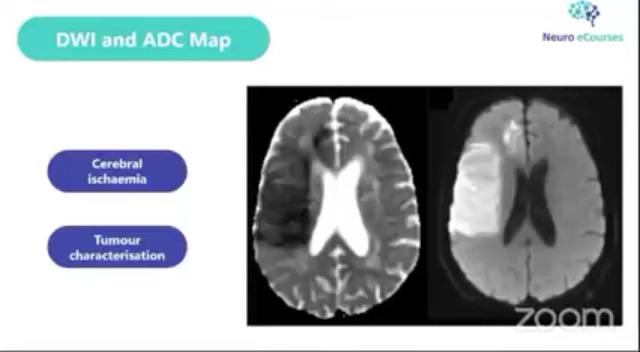 DWI and ADC Map
Neuro eCourses
Cerebral
ischaemia
Tumour
characterisation
zoom